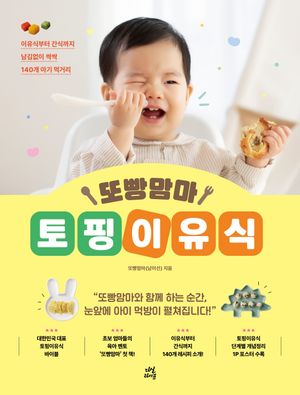 이유식부터 간식까지
남김없이 싹싹
140개 아기 먹거리
또빵맘마
토핑이유식
또빵맘마(남미선) 지음
“또빵맘마와 함께 하는 순간,
눈앞에 아이 먹방이 펼쳐집니다!”
★★★
대한민국 대표
토핑이유식
바이블
★★★
초보 엄마들의
육아 멘토
‘또빵맘마’ 첫 책!
★★★
이유식부터
간식까지
140개 레시피 소개!
★★★
토핑이유식
단계별 개념정리
1P 포스터 수록